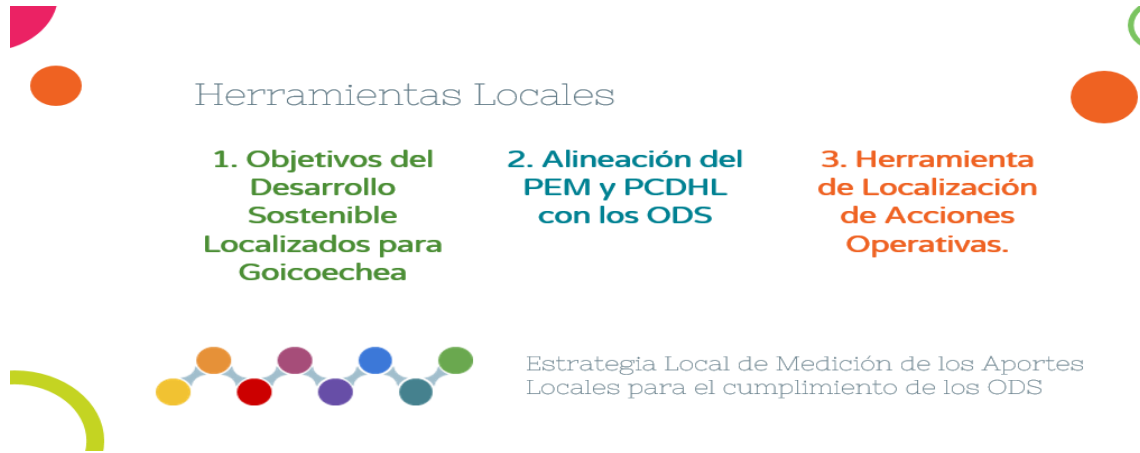 Herramientas Locales
1. Objetivos del
Desarrollo
Sostenible
Localizados para
Goicoechea
2. Alineación del
PEM y PCDHL
con los ODS
3. Herramienta
de Localización
de Acciones
Operativas.
Estrategia Local de Medición de los Aportes
Locales para el cumplimiento de los ODS